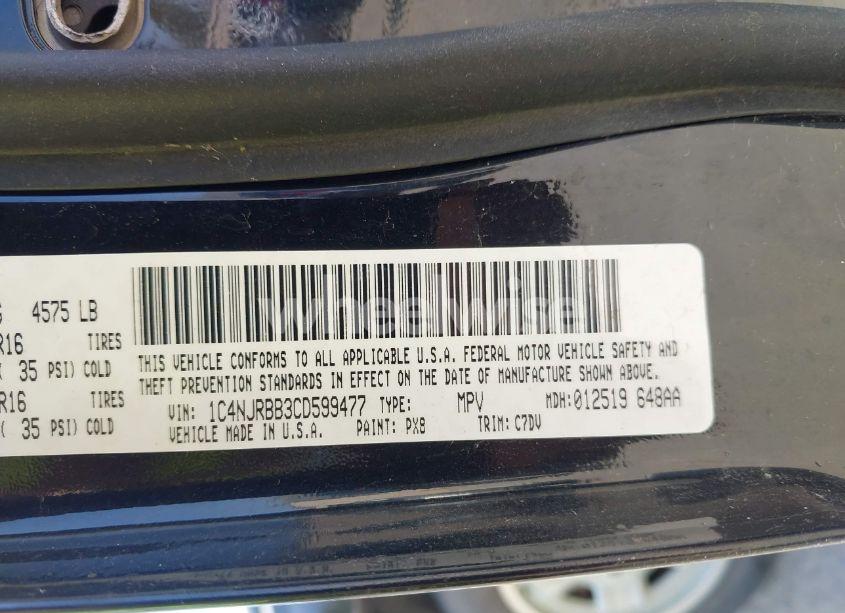 4575 LB
R16 TIRES
35 PSI) COLD
R16 TIRES
( 35 PSI) COLD
wheelwise
THIS VEHICLE CONFORMS TO ALL APPLICABLE U.S.A. FEDERAL MOTOR VEHICLE SAFETY AND
THEFT PREVENTION STANDARDS IN EFFECT ON THE DATE OF MANUFACTURE SHOWN ABOVE.
VIN: 1C4NJRBB3CD599477 TYPE: MPV MDH: 012519 648AA
VEHICLE MADE IN U.S.A. PAINT: PX8 TRIM: C7DV